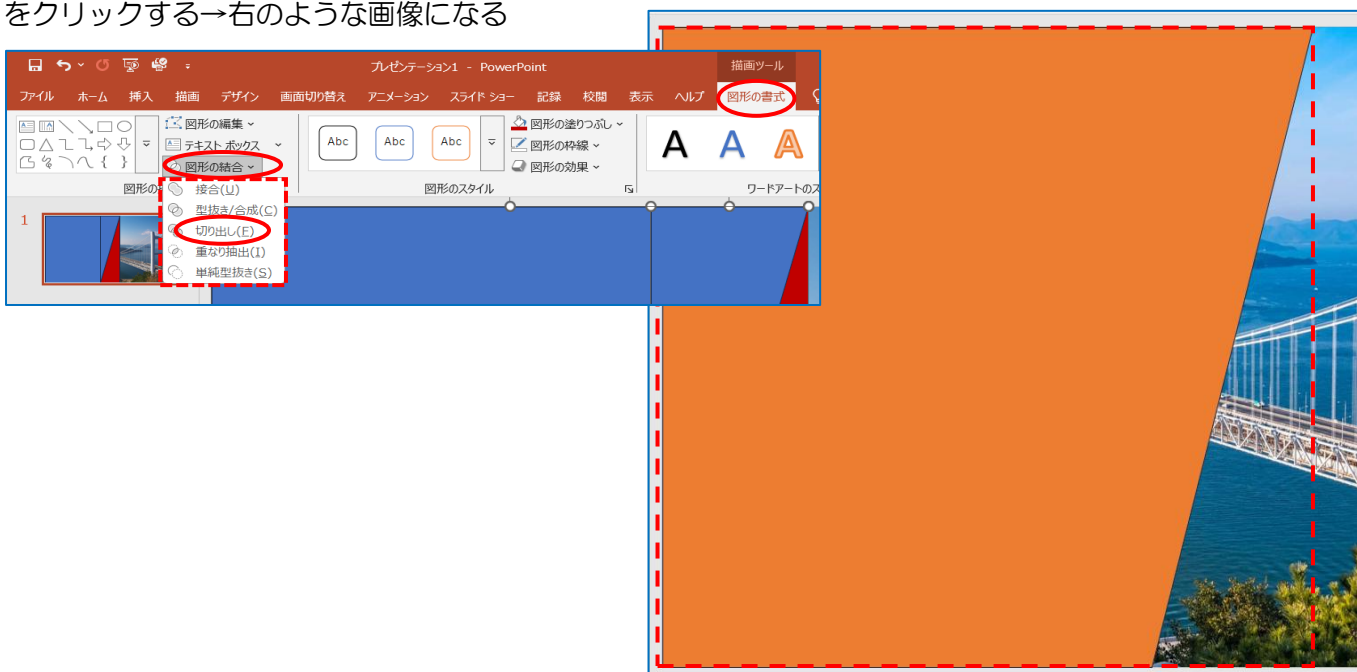 をクリックする→右のような画像になる
プレゼンテーション1 - PowerPoint
描画ツール
ファイル ホーム 挿入 描画 デザイン 画面切り替え アニメーション スライド ショー 記録 校閲 表示 ヘルプ 図形の書式
図形の編集
テキスト ボックス
図形の結合
Abc Abc Abc
図形の塗りつぶし
図形の枠線
図形の効果
A A A
図形の
図形のスタイル
ワードアートのス
接合(U)
型抜き/合成(C)
切り出し(F)
重なり抽出(I)
単純型抜き(S)
1